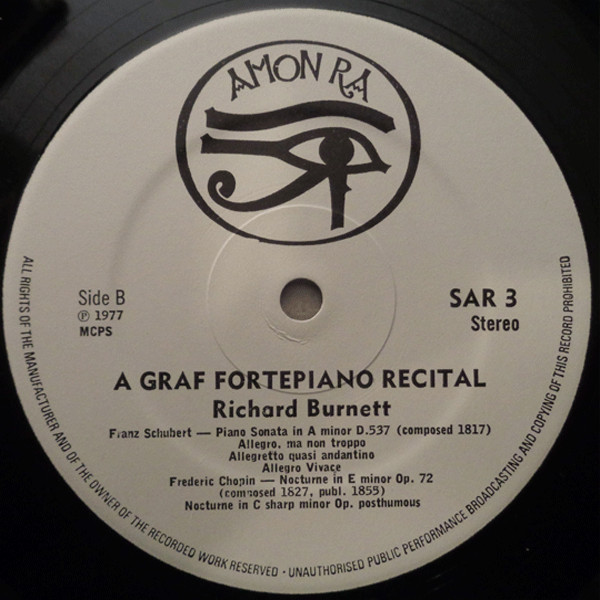 AMON RA
Side B
℗ 1977
MCPS
SAR 3
Stereo
A GRAF FORTEPIANO RECITAL
Richard Burnett
Franz Schubert — Piano Sonata in A minor D.537 (composed 1817)
Allegro, ma non troppo
Allegretto quasi andantino
Allegro Vivace
Frederic Chopin — Nocturne in E minor Op. 72
(composed 1827, publ. 1855)
Nocturne in C sharp minor Op. posthumous
ALL RIGHTS OF THE MANUFACTURER AND OF THE OWNER OF THE RECORDED WORK RESERVED · UNAUTHORISED PUBLIC PERFORMANCE BROADCASTING AND COPYING OF THIS RECORD PROHIBITED